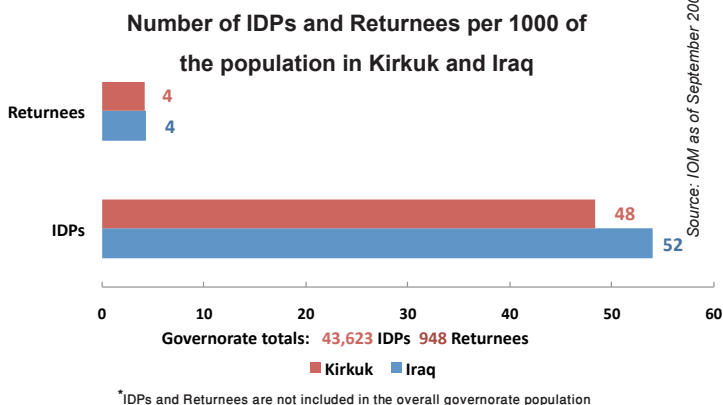 Number of IDPs and Returnees per 1000 of
the population in Kirkuk and Iraq
Returnees
4
4
IDPs
48
52
0 10 20 30 40 50 60
Governorate totals: 43,623 IDPs 948 Returnees
Kirkuk Iraq
*IDPs and Returnees are not included in the overall governorate population
Source: IOM as of September